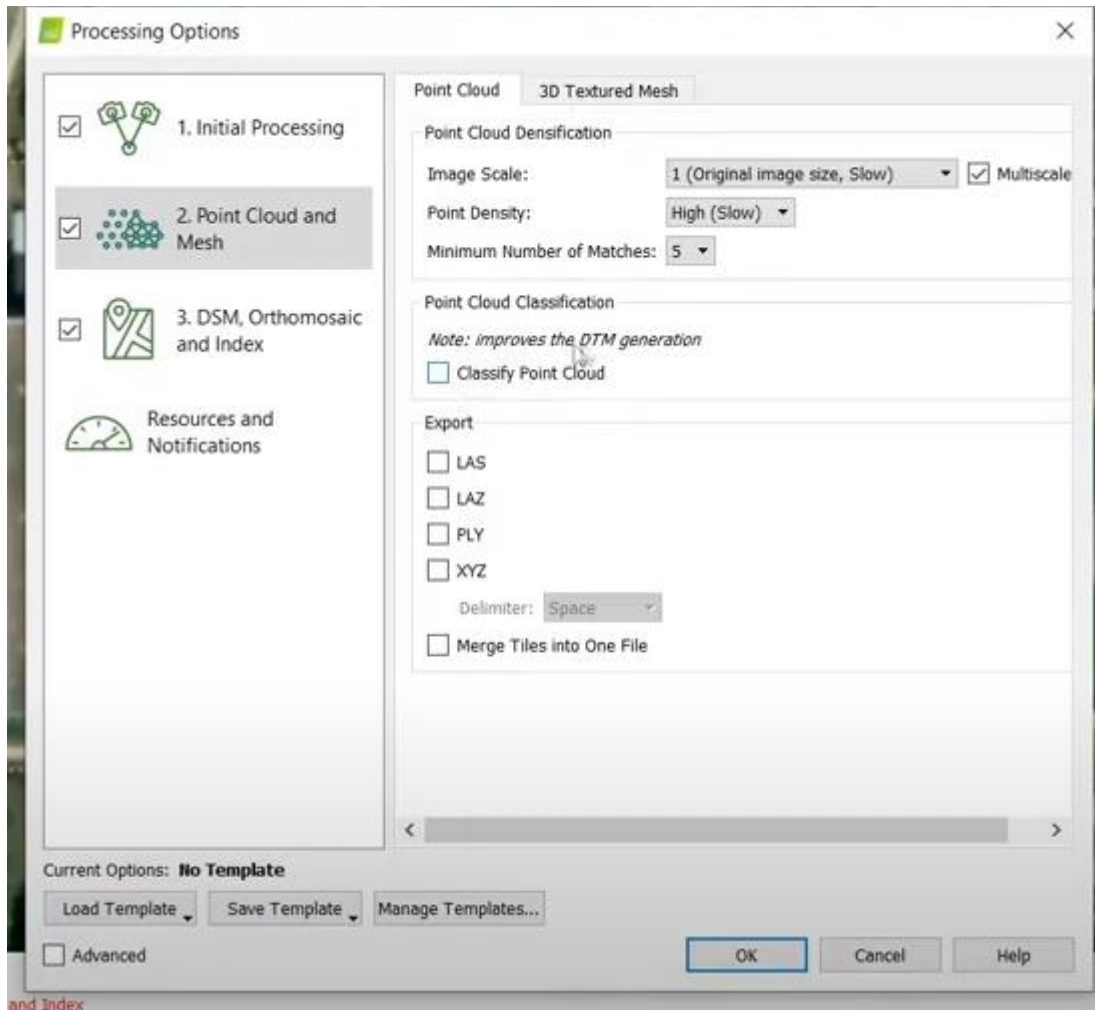 Processing Options
1. Initial Processing
2. Point Cloud and
Mesh
3. DSM, Orthomosaic
and Index
Resources and
Notifications
Point Cloud
3D Textured Mesh
Point Cloud Densification
Image Scale:
1 (Original image size, Slow)
Multiscale
Point Density:
High (Slow)
Minimum Number of Matches:
5
Point Cloud Classification
Note: improves the DTM generation
Classify Point Cloud
Export
LAS
LAZ
PLY
XYZ
Delimiter:
Space
Merge Tiles into One File
Current Options: No Template
Load Template
Save Template
Manage Templates...
Advanced
OK
Cancel
Help
and Index